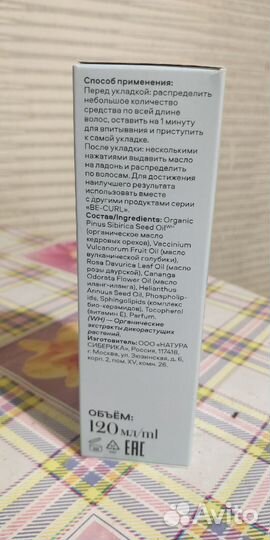 Способ применения:
Перед укладкой: распределить
небольшое количество
средства по всей длине
волос, оставить на 1 минуту
для впитывания и приступить
к самой укладке.
После укладки: несколькими
нажатиями выдавить масло
на ладонь и распределить
по волосам. Для достижения
наилучшего результата
использовать вместе
с другими продуктами серии
«BE-CURL».
Состав/Ingredients: Organic
Pinus Sibirica Seed Oil(WH)
(органическое масло
кедровых орехов), Vaccinium
Vulcanorum Fruit Oil (масло
вулканической голубики),
Rosa Davurica Leaf Oil (масло
розы даурской), Cananga
Odorata Flower Oil (масло
иланг-иланга), Helianthus
Annuus Seed Oil, Phospholip-
ids, Sphingolipids (комплекс
био-керамидов), Tocopherol
(витамин Е), Parfum.
(WH) — Органические
экстракты дикорастущих
растений.
Изготовитель: ООО «НАТУРА
СИБЕРИКА», Россия, 117418,
г. Москва, ул. Зюзинская, д. 6,
корп. 2, пом. XV, комн. 26.
ОБЪЁМ:
120 мл/ml
EAC
Avito